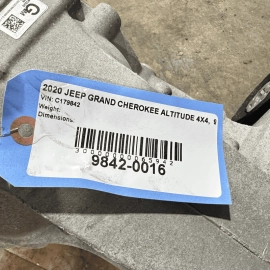 2020 JEEP GRAND CHEROKEE ALTITUDE 4X4,
VIN: C179842
Weight:
Dimensions:
9842-0016